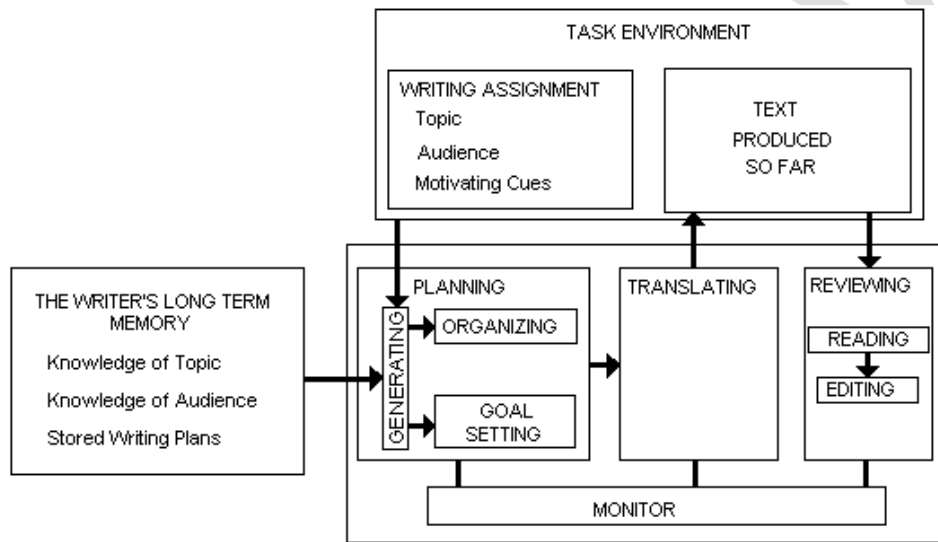 TASK ENVIRONMENT
WRITING ASSIGNMENT
Topic
Audience
Motivating Cues
TEXT
PRODUCED
SO FAR
THE WRITER'S LONG TERM
MEMORY
Knowledge of Topic
Knowledge of Audience
Stored Writing Plans
PLANNING
GENERATING
ORGANIZING
GOAL
SETTING
TRANSLATING
REVIEWING
READING
EDITING
MONITOR